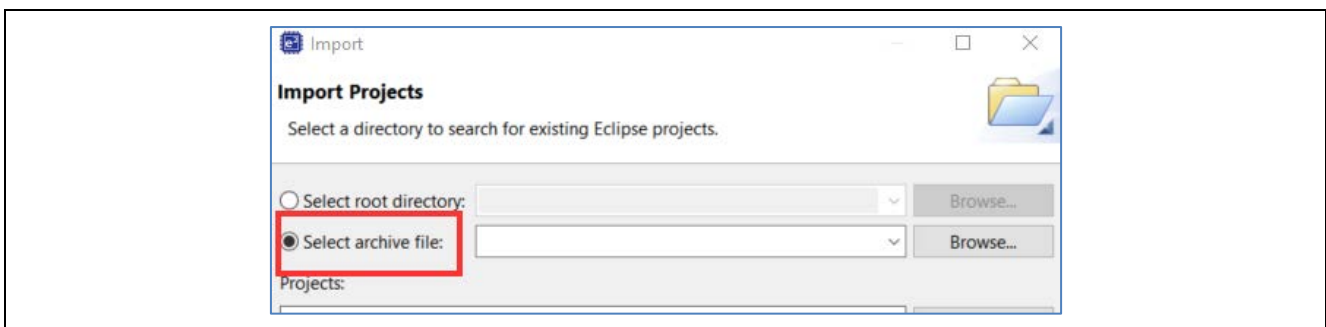 Import
Import Projects
Select a directory to search for existing Eclipse projects.
Select root directory:
Browse...
Select archive file:
Browse...
Projects: